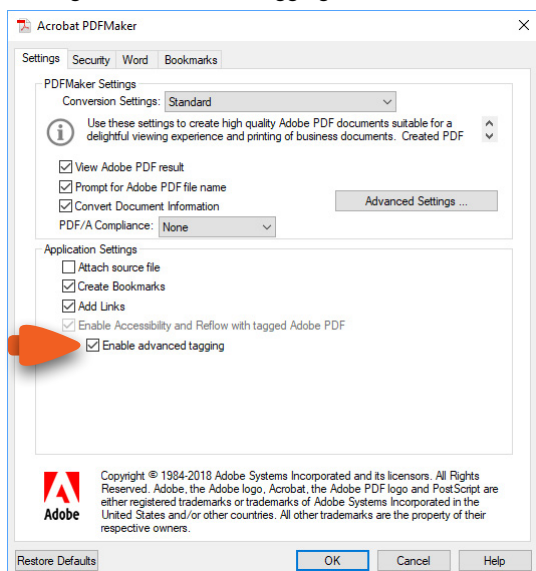 Acrobat PDFMaker
Settings Security Word Bookmarks
PDFMaker Settings
Conversion Settings: Standard
Use these settings to create high quality Adobe PDF documents suitable for a
delightful viewing experience and printing of business documents. Created PDF
View Adobe PDF result
Prompt for Adobe PDF file name
Convert Document Information
Advanced Settings ...
PDF/A Compliance: None
Application Settings
Attach source file
Create Bookmarks
Add Links
Enable Accessibility and Reflow with tagged Adobe PDF
Enable advanced tagging
Copyright © 1984-2018 Adobe Systems Incorporated and its licensors. All Rights
Reserved. Adobe, the Adobe logo, Acrobat, the Adobe PDF logo and PostScript are
either registered trademarks or trademarks of Adobe Systems Incorporated in the
United States and/or other countries. All other trademarks are the property of their
respective owners.
Adobe
Restore Defaults OK Cancel Help